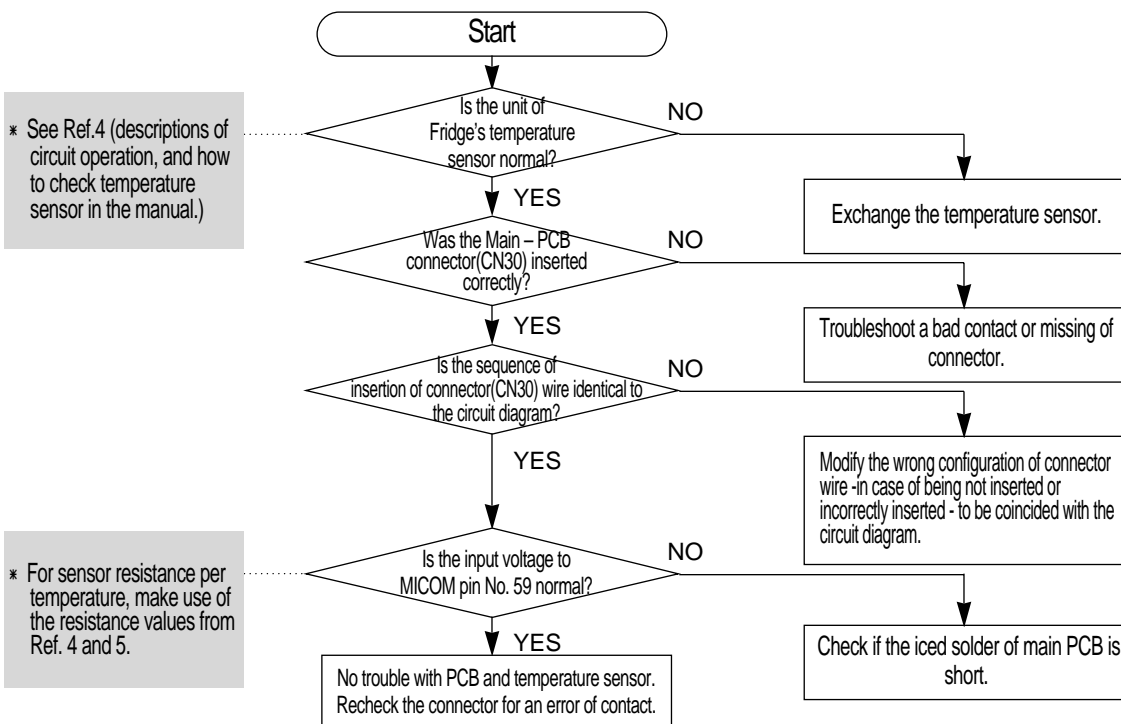 Start
Is the unit of
Fridge's temperature
sensor normal?
NO
* See Ref.4 (descriptions of
circuit operation, and how
to check temperature
sensor in the manual.)
YES
Exchange the temperature sensor.
Was the Main – PCB
connector(CN30) inserted
correctly?
NO
YES
Troubleshoot a bad contact or missing of
connector.
Is the sequence of
insertion of connector(CN30) wire identical to
the circuit diagram?
NO
YES
Modify the wrong configuration of connector
wire -in case of being not inserted or
incorrectly inserted - to be coincided with the
circuit diagram.
Is the input voltage to
MICOM pin No. 59 normal?
NO
* For sensor resistance per
temperature, make use of
the resistance values from
Ref. 4 and 5.
YES
Check if the iced solder of main PCB is
short.
No trouble with PCB and temperature sensor.
Recheck the connector for an error of contact.